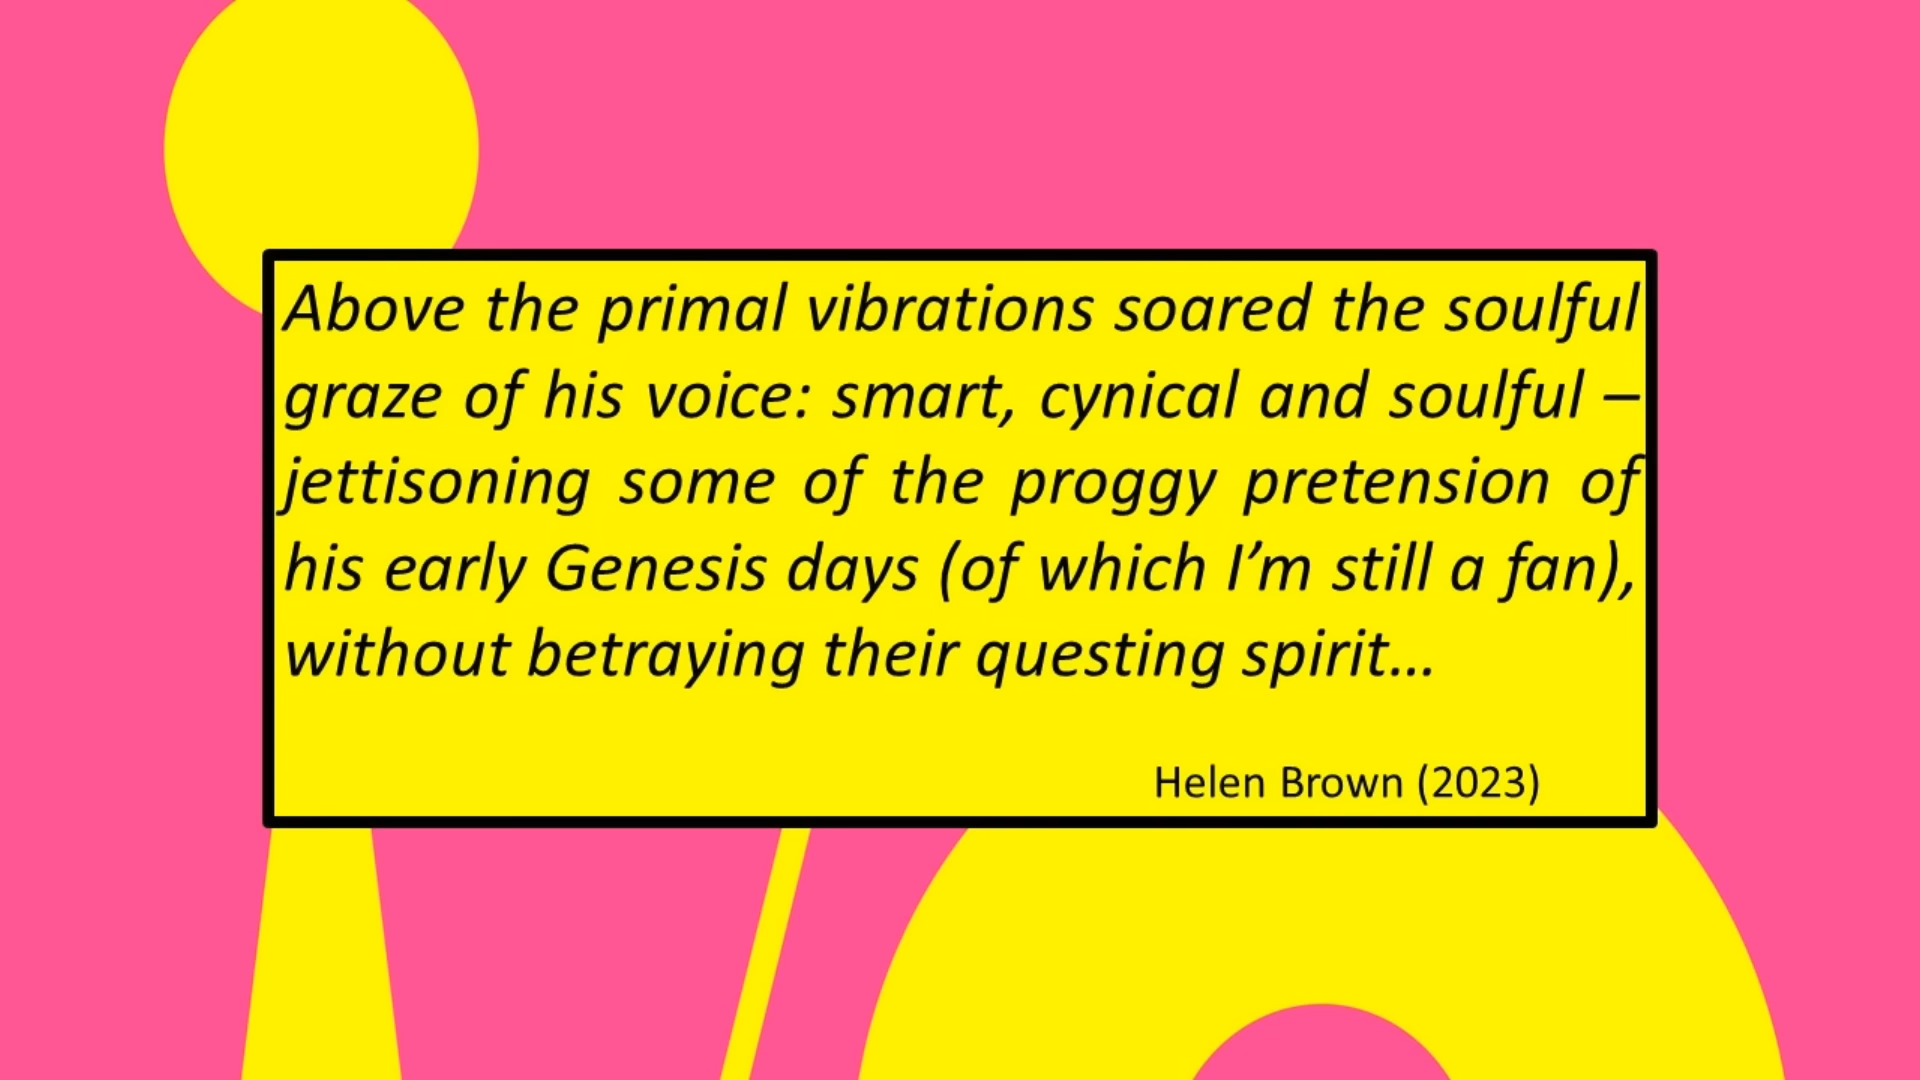 Above the primal vibrations soared the soulful
graze of his voice: smart, cynical and soulful –
jettisoning some of the proggy pretension of
his early Genesis days (of which I’m still a fan),
without betraying their questing spirit…
Helen Brown (2023)